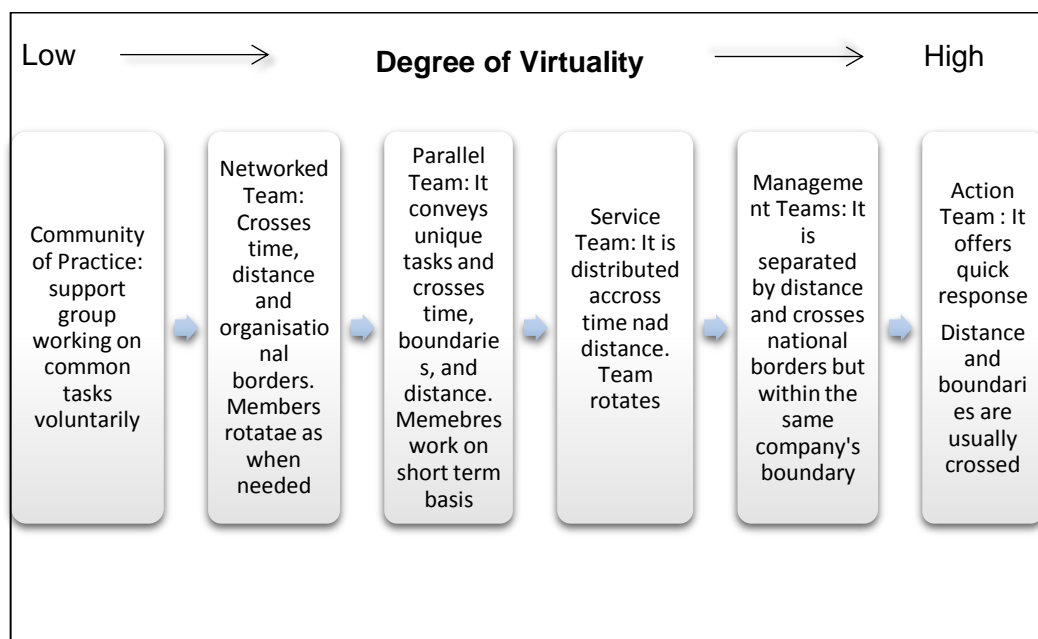 Low
Degree of Virtuality
High
Community
of Practice:
support
group
working on
common
tasks
voluntarily
Networked
Team:
Crosses
time,
distance
and
organisatio
nal
borders.
Members
rotatae as
when
needed
Parallel
Team: It
conveys
unique
tasks and
crosses
time,
boundarie
s, and
distance.
Memebres
work on
short term
basis
Service
Team: It is
distributed
accross
time nad
distance.
Team
rotates
Manageme
nt Teams: It
is
separated
by distance
and crosses
national
borders but
within the
same
company's
boundary
Action
Team : It
offers
quick
response
Distance
and
boundari
es are
usually
crossed